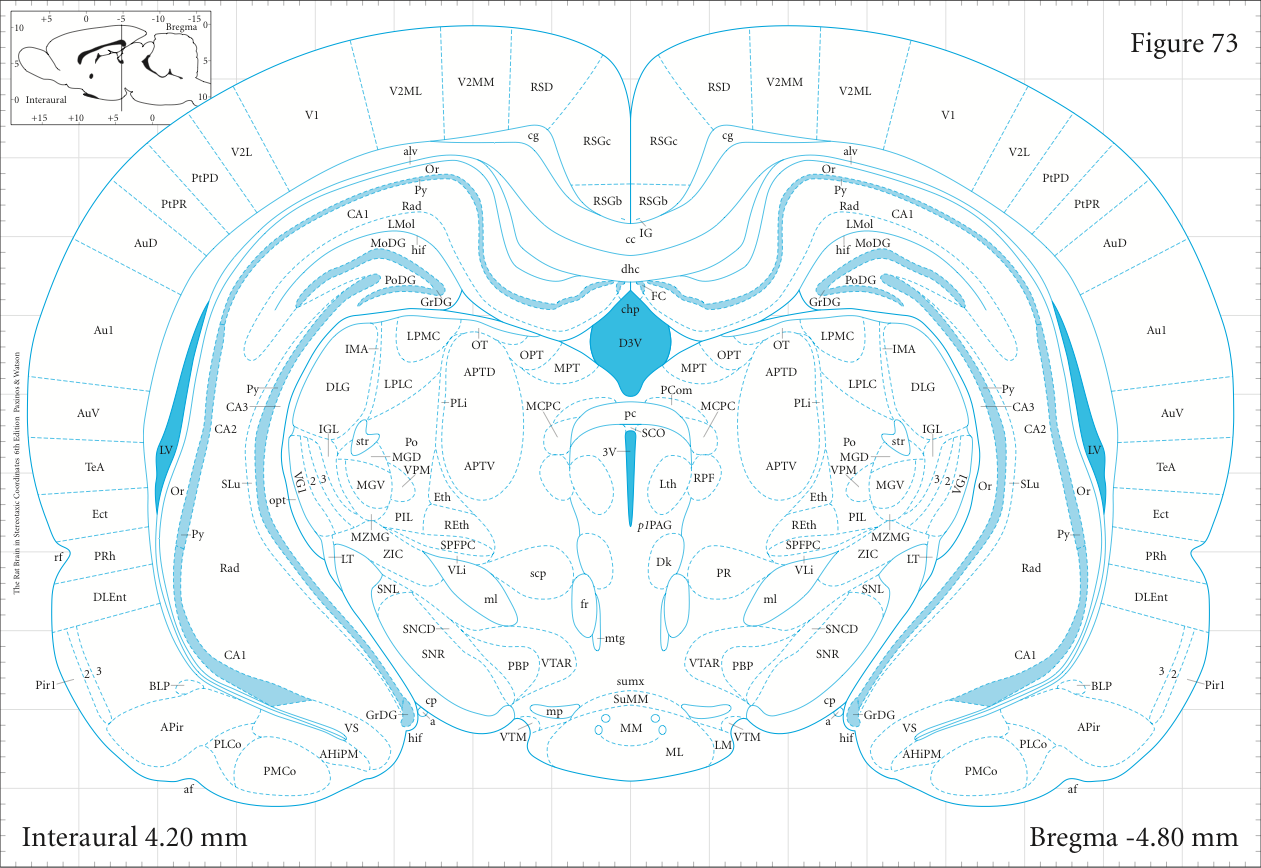 +5 0 -5 -10 -15
Bregma
10 5 0
0 5 10
Interaural
+15 +10 +5 0
Figure 73
V2MM V2MM
V2ML RSD RSD V2ML
V1 V1
cg cg
RSGc RSGc
V2L alv alv V2L
Or Or
PtPD Py Py PtPD
PtPR Rad Rad PtPR
RSGb RSGb
CA1 CA1
LMol LMol
IG
AuD MoDG cc MoDG AuD
hif hif
dhc
PoDG PoDG
GrDG FC GrDG
chp
Au1 Au1
LPMC LPMC
IMA OT D3V OT IMA
OPT OPT
MPT MPT
APTD APTD
DLG LPLC LPLC DLG
Py PCom Py
PLi PLi
CA3 MCPC MCPC CA3
AuV pc AuV
CA2 IGL SCO IGL CA2
str Po Po str
LV 3V LV
MGD MGD
TeA APTV APTV TeA
VPM VPM
SLu VG1 2 3 MGV Lth RPF MGV 3 2 VG1 SLu
Or Or Or
opt Eth Eth
Ect PIL PIL Ect
REth p1PAG REth
Py MZMG MZMG Py
SPFPC SPFPC
rf PRh ZIC ZIC PRh
LT Dk LT
Rad VLi VLi Rad
scp PR
SNL SNL
DLEnt ml fr ml DLEnt
SNCD SNCD
mtg
SNR SNR
CA1 CA1
PBP VTAR VTAR PBP
2 3 3 2
Pir1 BLP sumx BLP Pir1
cp SuMM cp
GrDG mp GrDG
a a
APir VS MM VS APir
hif VTM LM VTM hif
PLCo ML PLCo
AHiPM AHiPM
PMCo PMCo
af af
The Rat Brain in Stereotaxic Coordinates 6th Edition Paxinos & Watson
Interaural 4.20 mm
Bregma -4.80 mm